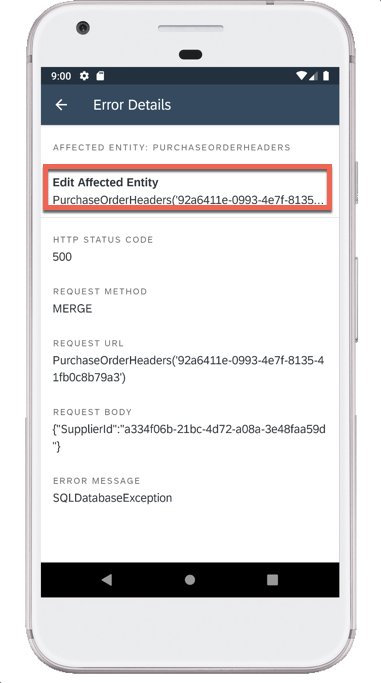 9:00
Error Details
AFFECTED ENTITY: PURCHASEORDERHEADERS
Edit Affected Entity
PurchaseOrderHeaders('92a6411e-0993-4e7f-8135...
HTTP STATUS CODE
500
REQUEST METHOD
MERGE
REQUEST URL
PurchaseOrderHeaders('92a6411e-0993-4e7f-8135-4
1fb0c8b79a3')
REQUEST BODY
{"SupplierId":"a334f06b-21bc-4d72-a08a-3e48faa59d
"}
ERROR MESSAGE
SQLDatabaseException